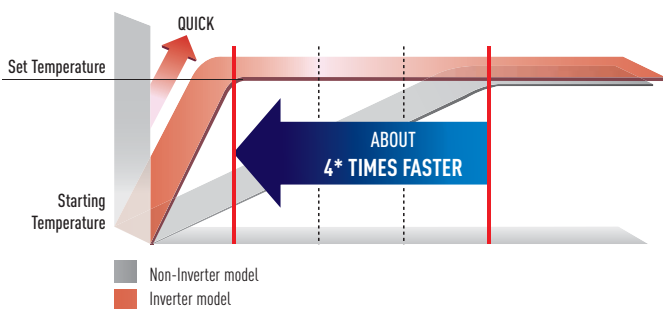 QUICK
Set Temperature
ABOUT
4* TIMES FASTER
Starting
Temperature
Non-Inverter model
Inverter model